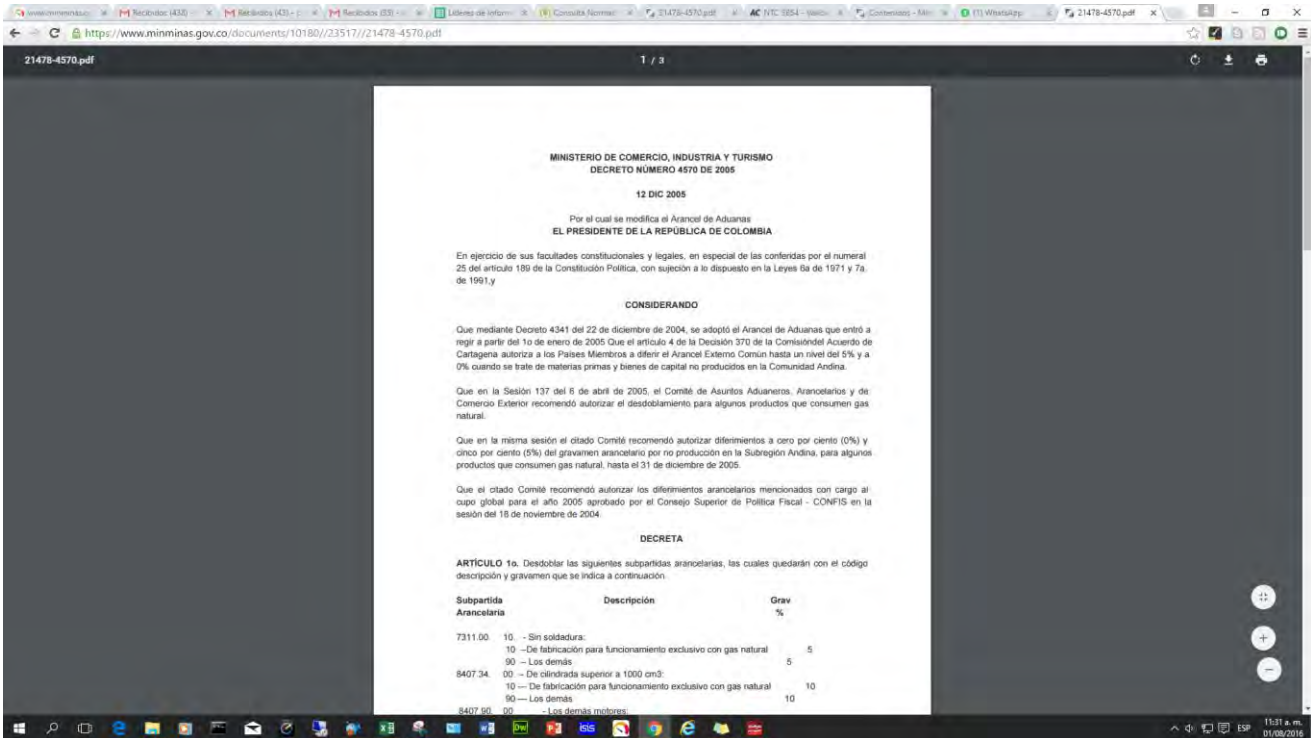 Recibidos (432)
Recibidos (43) -
Recibidos (55) -
21478-4570.pdf
(1) WhatsApp
21478-4570.pdf
https://www.minminas.gov.co/documents/10180//23517//21478-4570.pdf
21478-4570.pdf
1 / 3
MINISTERIO DE COMERCIO, INDUSTRIA Y TURISMO
DECRETO NÚMERO 4570 DE 2005
12 DIC 2005
Por el cual se modifica el Arancel de Aduanas
EL PRESIDENTE DE LA REPÚBLICA DE COLOMBIA
En ejercicio de sus facultades constitucionales y legales, en especial de las conferidas por el numeral
25 del artículo 189 de la Constitución Política, con sujeción a lo dispuesto en la Leyes 6a de 1971 y 7a.
de 1991,y
CONSIDERANDO
Que mediante Decreto 4341 del 22 de diciembre de 2004, se adoptó el Arancel de Aduanas que entró a
regir a partir del 1o de enero de 2005 Que el artículo 4 de la Decisión 370 de la Comisióndel Acuerdo de
Cartagena autoriza a los Países Miembros a diferir el Arancel Externo Común hasta un nivel del 5% y a
0% cuando se trate de materias primas y bienes de capital no producidos en la Comunidad Andina.
Que en la Sesión 137 del 6 de abril de 2005, el Comité de Asuntos Aduaneros, Arancelarios y de
Comercio Exterior recomendó autorizar el desdoblamiento para algunos productos que consumen gas
natural.
Que en la misma sesión el citado Comité recomendó autorizar diferimientos a cero por ciento (0%) y
cinco por ciento (5%) del gravamen arancelario por no producción en la Subregión Andina, para algunos
productos que consumen gas natural, hasta el 31 de diciembre de 2005.
Que el citado Comité recomendó autorizar los diferimientos arancelarios mencionados con cargo al
cupo global para el año 2005 aprobado por el Consejo Superior de Política Fiscal - CONFIS en la
sesión del 18 de noviembre de 2004.
DECRETA
ARTÍCULO 1o. Desdoblar las siguientes subpartidas arancelarias, las cuales quedarán con el código
descripción y gravamen que se indica a continuación
Subpartida Descripción Grav
Arancelaria %
7311.00. 10. - Sin soldadura:
10 --De fabricación para funcionamiento exclusivo con gas natural 5
90 -- Los demás 5
8407.34. 00 -- De cilindrada superior a 1000 cm3:
10 --- De fabricación para funcionamiento exclusivo con gas natural 10
90 --- Los demás 10
8407.90. 00 - Los demás motores:
ESP
11:31 a. m.
01/08/2016